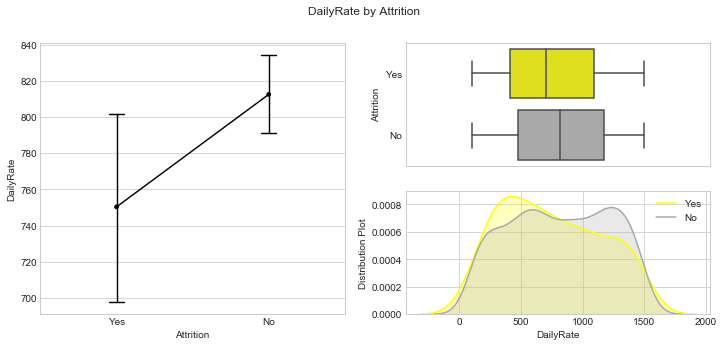 DailyRate by Attrition
840
820
800
780
760
740
720
700
DailyRate
Yes
No
Attrition
Yes
No
Attrition
0.0008
0.0006
0.0004
0.0002
0.0000
Distribution Plot
Yes
No
0
500
1000
1500
2000
DailyRate